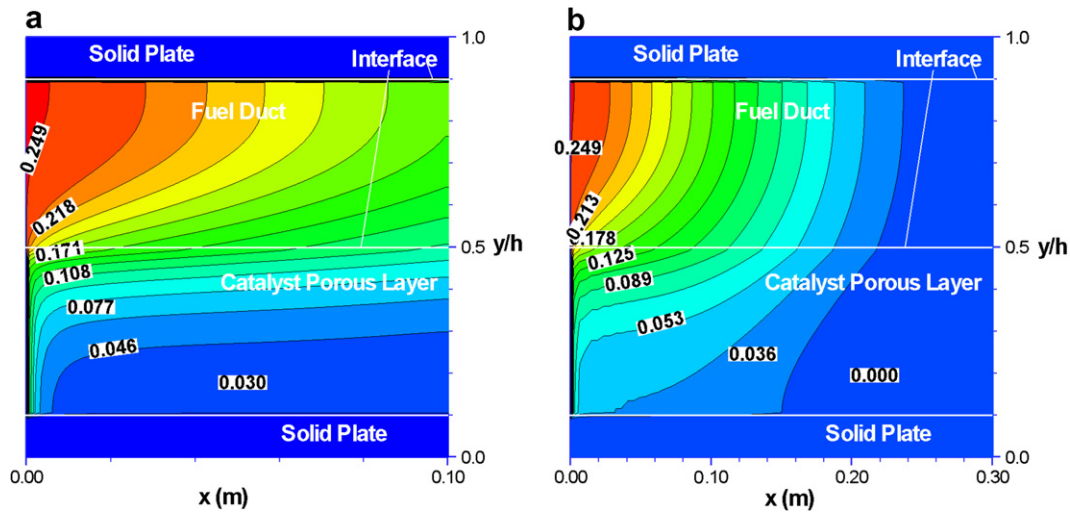 a
Solid Plate
Interface
Fuel Duct
0.249
0.218
0.171
0.108
0.077
0.046
0.030
Catalyst Porous Layer
Solid Plate
1.0
0.5
y/h
0.0
0.00
0.10
x (m)
b
Solid Plate
Interface
Fuel Duct
0.249
0.213
0.178
0.125
0.089
0.053
0.036
0.000
Catalyst Porous Layer
Solid Plate
1.0
0.5
y/h
0.0
0.00
0.10
0.20
0.30
x (m)